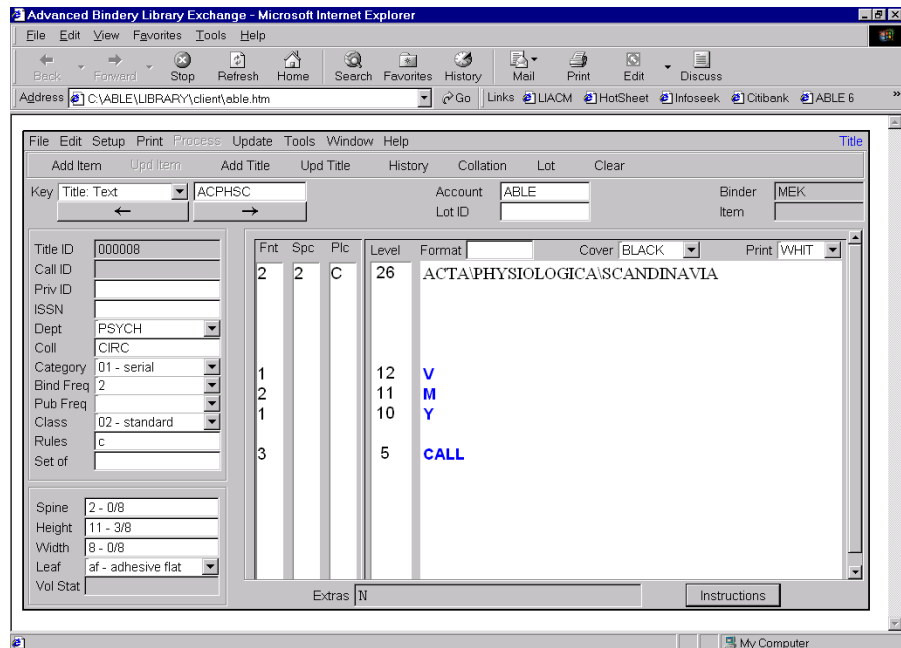 Advanced Bindery Library Exchange - Microsoft Internet Explorer
File Edit View Favorites Tools Help
Back Forward Stop Refresh Home Search Favorites History Mail Print Edit Discuss
Address C:\ABLE\LIBRARY\client\able.htm Go Links LIACM HotSheet Infoseek Citibank ABLE 6 »
File Edit Setup Print Process Update Tools Window Help Title
Add Item Upd Item Add Title Upd Title History Collation Lot Clear
Key Title: Text ACPHSC Account ABLE Binder MEK
← → Lot ID Item
Title ID 000008 Fnt Spc Plc Level Format Cover BLACK Print WHIT
Call ID 2 2 C 26 ACTA\PHYSIOLOGICA\SCANDINAVIA
Priv ID
ISSN
Dept PSYCH
Coll CIRC
Category 01 - serial 1 12 V
Bind Freq 2 2 11 M
Pub Freq 1 10 Y
Class 02 - standard
Rules c 3 5 CALL
Set of
Spine 2 - 0/8
Height 11 - 3/8
Width 8 - 0/8
Leaf af - adhesive flat
Vol Stat Extras N Instructions
My Computer